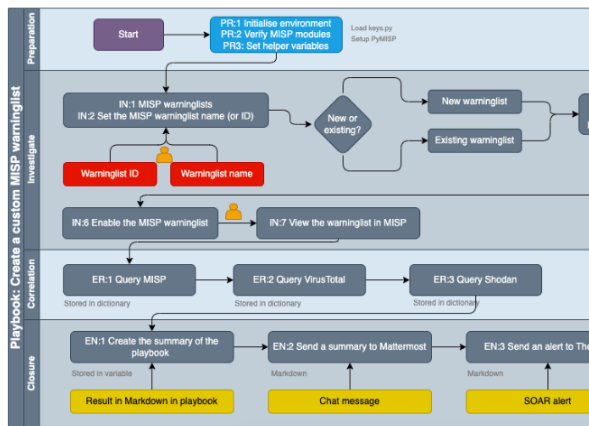 Playbook: Create a custom MISP warninglist
Preparation
Start
PR:1 Initialise environment
PR:2 Verify MISP modules
PR3: Set helper variables
Load keys.py
Setup PyMISP
Investigate
IN:1 MISP warninglists
IN:2 Set the MISP warninglist name (or ID)
New or
existing?
New warninglist
Existing warninglist
Warninglist ID
Warninglist name
IN:6 Enable the MISP warninglist
IN:7 View the warninglist in MISP
Correlation
ER:1 Query MISP
ER:2 Query VirusTotal
ER:3 Query Shodan
Stored in dictionary
Stored in dictionary
Stored in dictionary
Closure
EN:1 Create the summary of the
playbook
EN:2 Send a summary to Mattermost
EN:3 Send an alert to The
Stored in variable
Markdown
Markdown
Result in Markdown in playbook
Chat message
SOAR alert